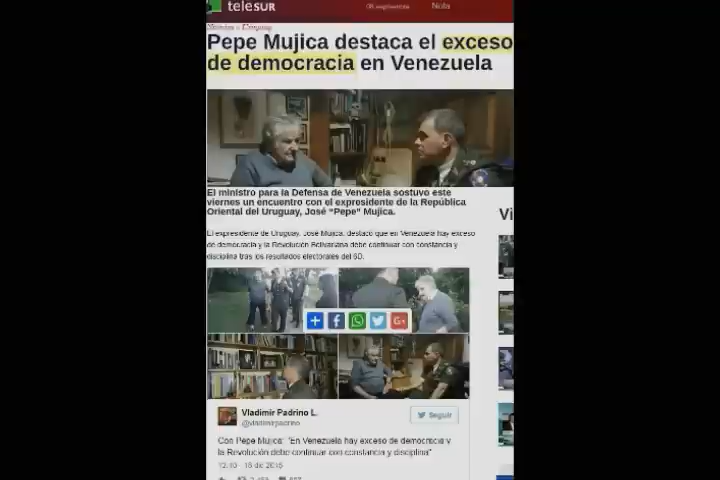 teleSUR
Nota
Pepe Mujica destaca el exceso
de democracia en Venezuela
El ministro para la Defensa de Venezuela sostuvo este
viernes un encuentro con el expresidente de la República
Oriental del Uruguay, José “Pepe” Mujica.
Vi
El expresidente de Uruguay, José Mujica, destacó que en Venezuela hay exceso
de democracia y la Revolución Bolivariana debe continuar con constancia y
disciplina tras los resultados electorales del 6D.
Vladimir Padrino L.
@vladimirpadrino
Seguir
Con Pepe Mujica: "En Venezuela hay exceso de democracia y
la Revolución debe continuar con constancia y disciplina"